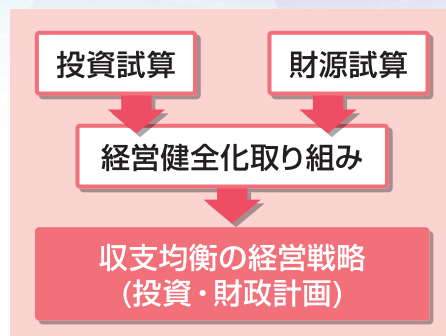 投資試算
財源試算
経営健全化取り組み
収支均衡の経営戦略
(投資・財政計画)